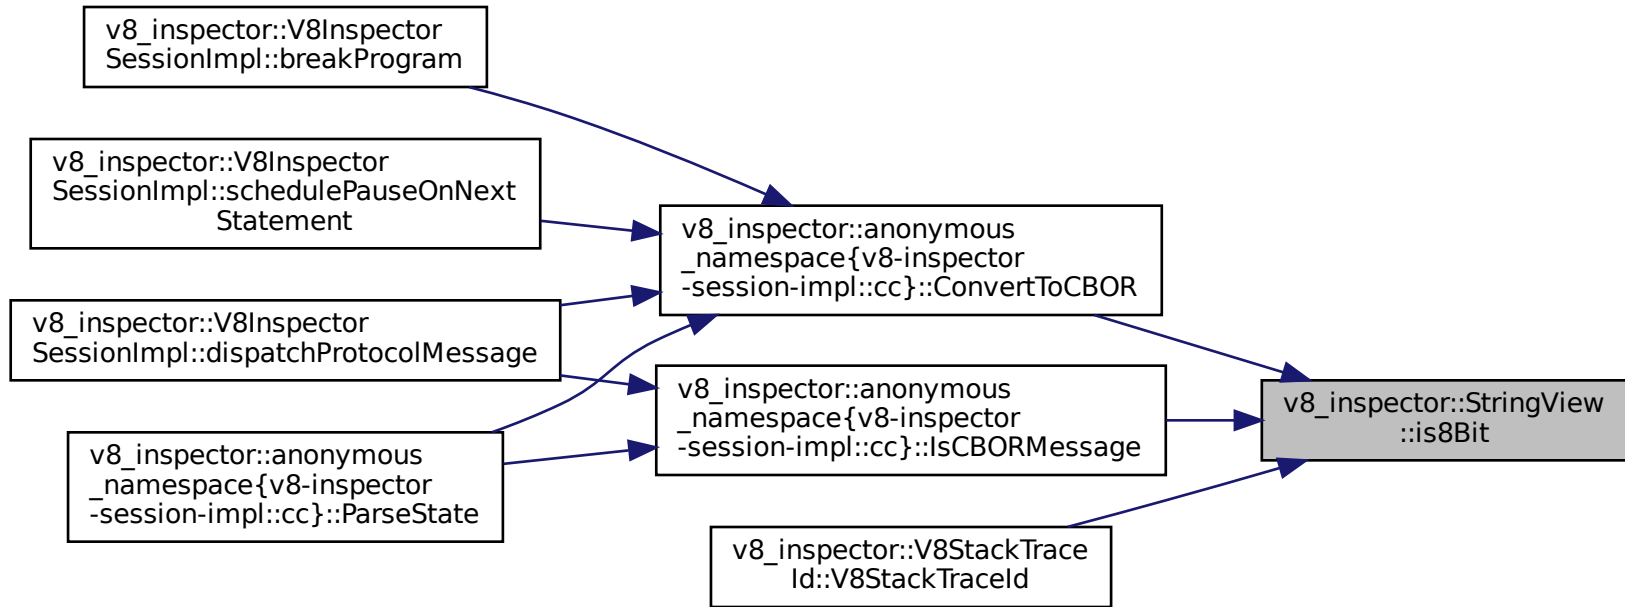 v8_inspector::V8Inspector
SessionImpl::breakProgram
v8_inspector::V8Inspector
SessionImpl::schedulePauseOnNext
Statement
v8_inspector::V8Inspector
SessionImpl::dispatchProtocolMessage
v8_inspector::anonymous
_namespace{v8-inspector
-session-impl::cc}::ParseState
v8_inspector::anonymous
_namespace{v8-inspector
-session-impl::cc}::ConvertToCBOR
v8_inspector::anonymous
_namespace{v8-inspector
-session-impl::cc}::IsCBORMessage
v8_inspector::V8StackTrace
Id::V8StackTraceId
v8_inspector::StringView
::is8Bit